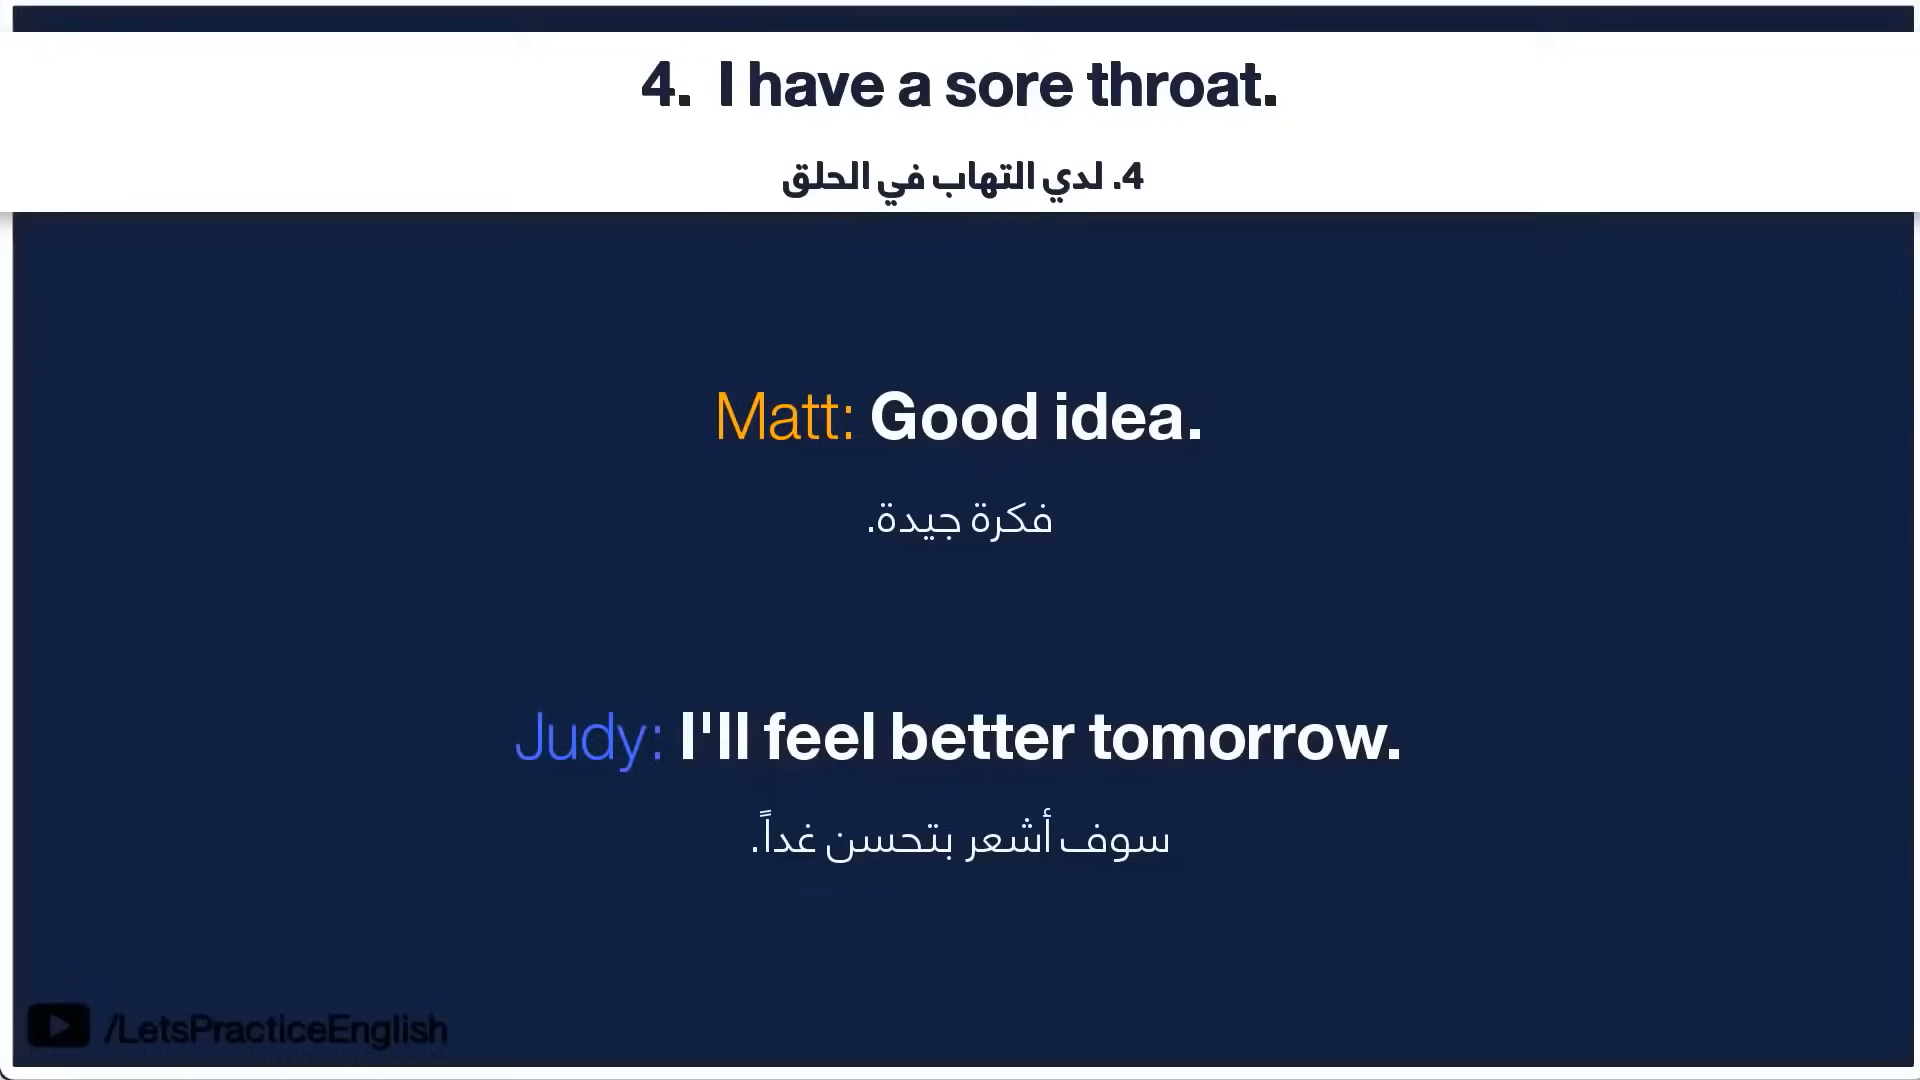 4. I have a sore throat.
4. لدي التهاب في الحلق
Matt: Good idea.
فكرة جيدة.
Judy: I'll feel better tomorrow.
سوف أشعر بتحسن غداً.
/LetsPracticeEnglish